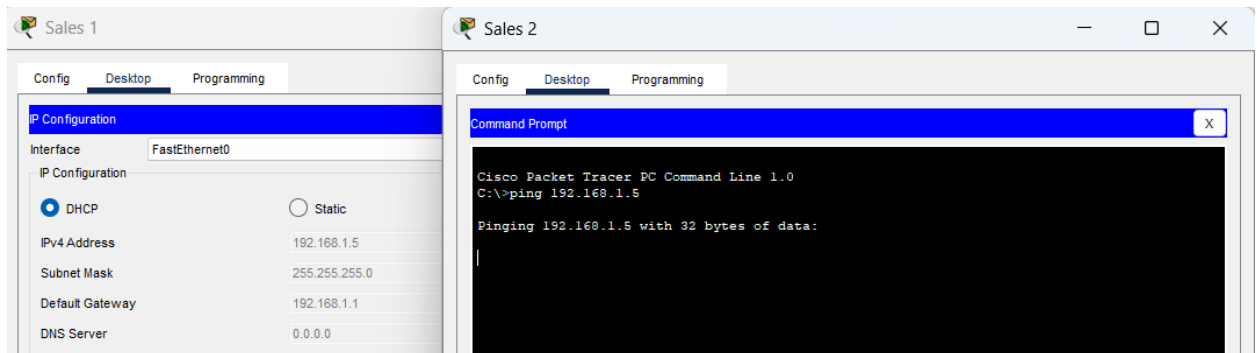 Sales 1
Config Desktop Programming
IP Configuration
Interface FastEthernet0
IP Configuration
DHCP Static
IPv4 Address 192.168.1.5
Subnet Mask 255.255.255.0
Default Gateway 192.168.1.1
DNS Server 0.0.0.0
Sales 2
Config Desktop Programming
Command Prompt X
Cisco Packet Tracer PC Command Line 1.0
C:\>ping 192.168.1.5
Pinging 192.168.1.5 with 32 bytes of data: